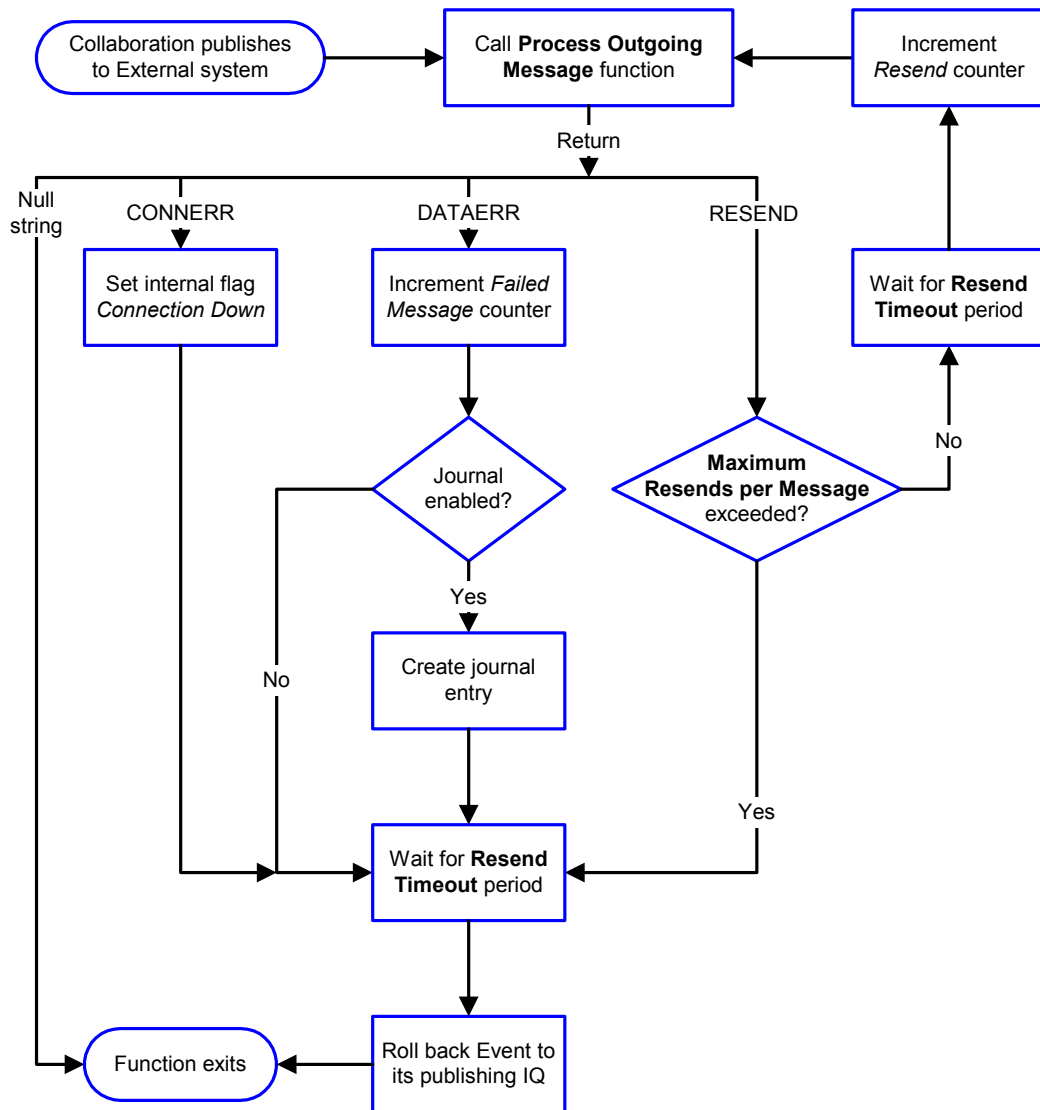 Collaboration publishes
to External system
Call Process Outgoing
Message function
Increment
Resend counter
Return
Null
string
CONNERR
DATAERR
RESEND
Set internal flag
Connection Down
Increment Failed
Message counter
Wait for Resend
Timeout period
No
Journal
enabled?
Maximum
Resends per Message
exceeded?
Yes
No
Create journal
entry
Yes
Wait for Resend
Timeout period
Function exits
Roll back Event to
its publishing IQ